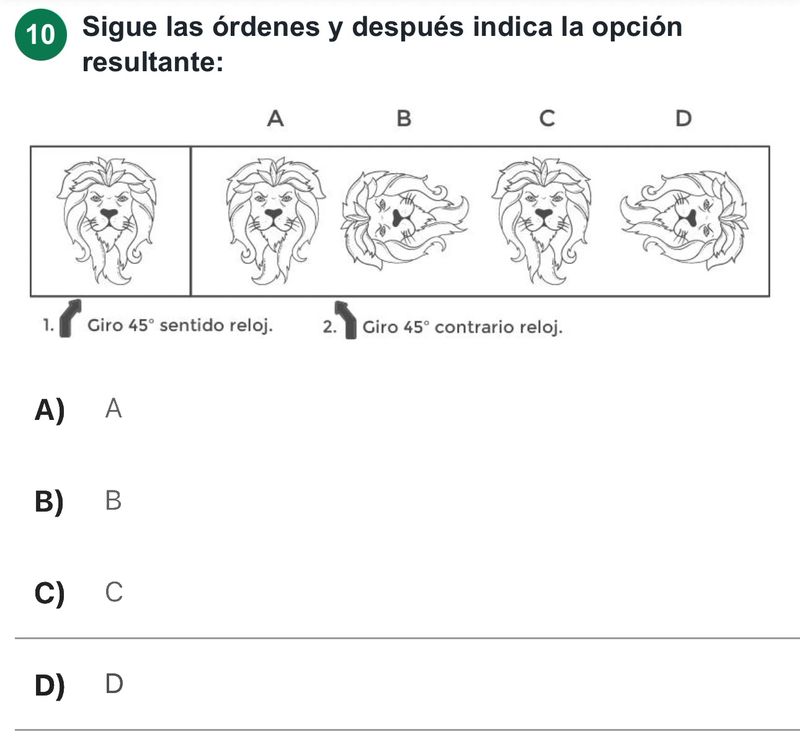 10 Sigue las órdenes y después indica la opción
resultante:
A B C D
1. Giro 45° sentido reloj. 2. Giro 45° contrario reloj.
A) A
B) B
C) C
D) D